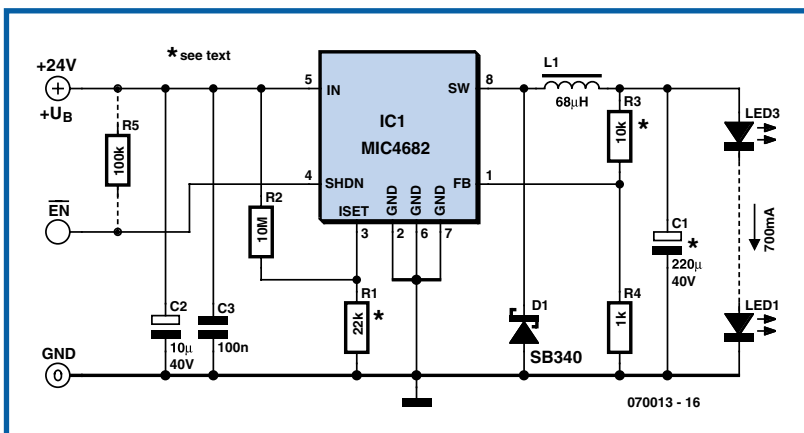 * see text
+24V
+UB
R5
100k
EN
GND
0
C2
10µ
40V
C3
100n
R2
10M
5
IN
4
SHDN
ISET
3
IC1
MIC4682
GND
GND
GND
2
6
7
SW
8
FB
1
R1
22k
*
L1
68µH
D1
SB340
R3
10k
*
R4
1k
C1
*
220µ
40V
LED3
700mA
LED1
070013 - 16